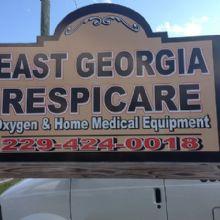 EAST GEORGIA
RESPICARE
Oxygen & Home Medical Equipment
229-424-0018